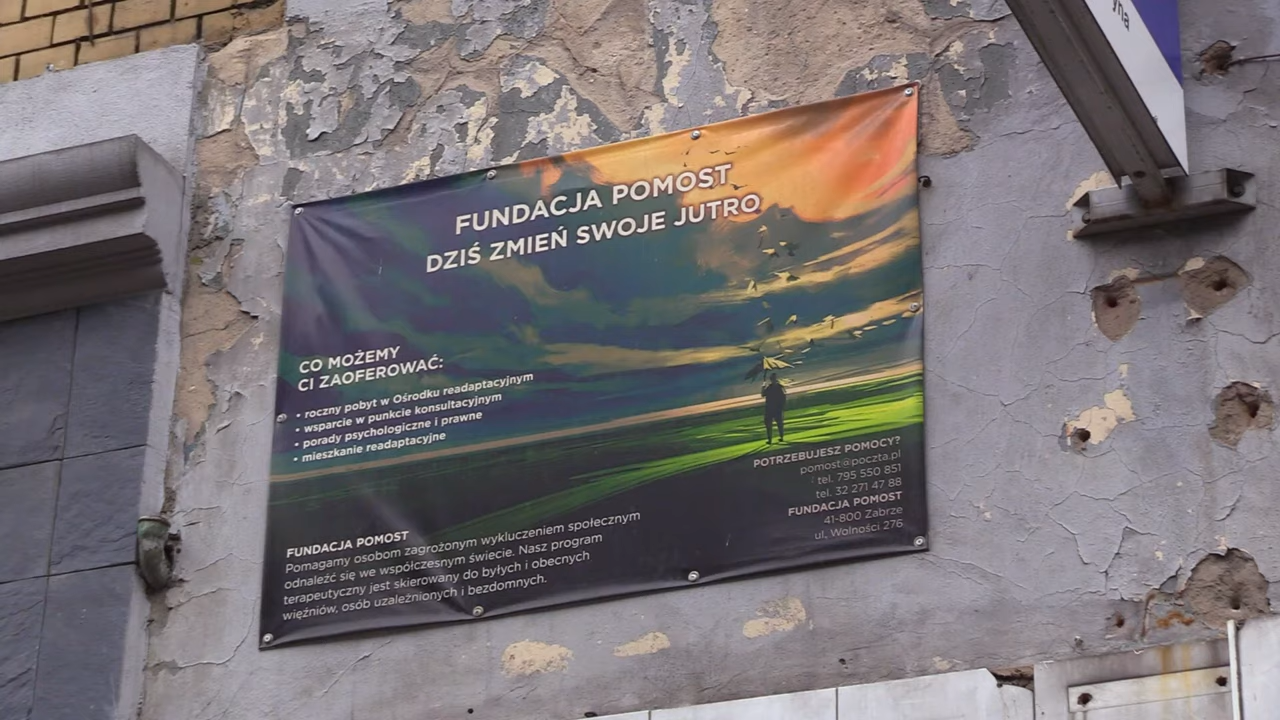 FUNDACJA POMOST
DZIŚ ZMIEŃ SWOJE JUTRO
CO MOŻEMY
CI ZAOFEROWAĆ:
• roczny pobyt w Ośrodku readaptacyjnym
• wsparcie w punkcie konsultacyjnym
• porady psychologiczne i prawne
• mieszkanie readaptacyjne
POTRZEBUJESZ POMOCY?
pomost@poczta.pl
tel. 795 550 851
tel. 32 271 47 88
FUNDACJA POMOST
41-800 Zabrze
ul. Wolności 276
FUNDACJA POMOST
Pomagamy osobom zagrożonym wykluczeniem społecznym
odnaleźć się we współczesnym świecie. Nasz program
terapeutyczny jest skierowany do byłych i obecnych
więźniów, osób uzależnionych i bezdomnych.